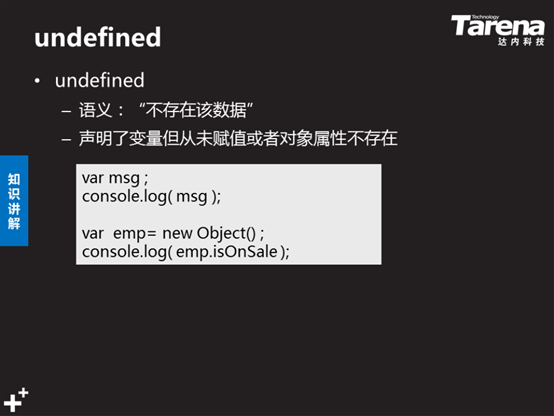 undefined
Technology
Tarena
达内科技
• undefined
– 语义：“不存在该数据”
– 声明了变量但从未赋值或者对象属性不存在
知识讲解
var msg ;
console.log( msg );
var  emp= new Object() ;
console.log( emp.isOnSale );